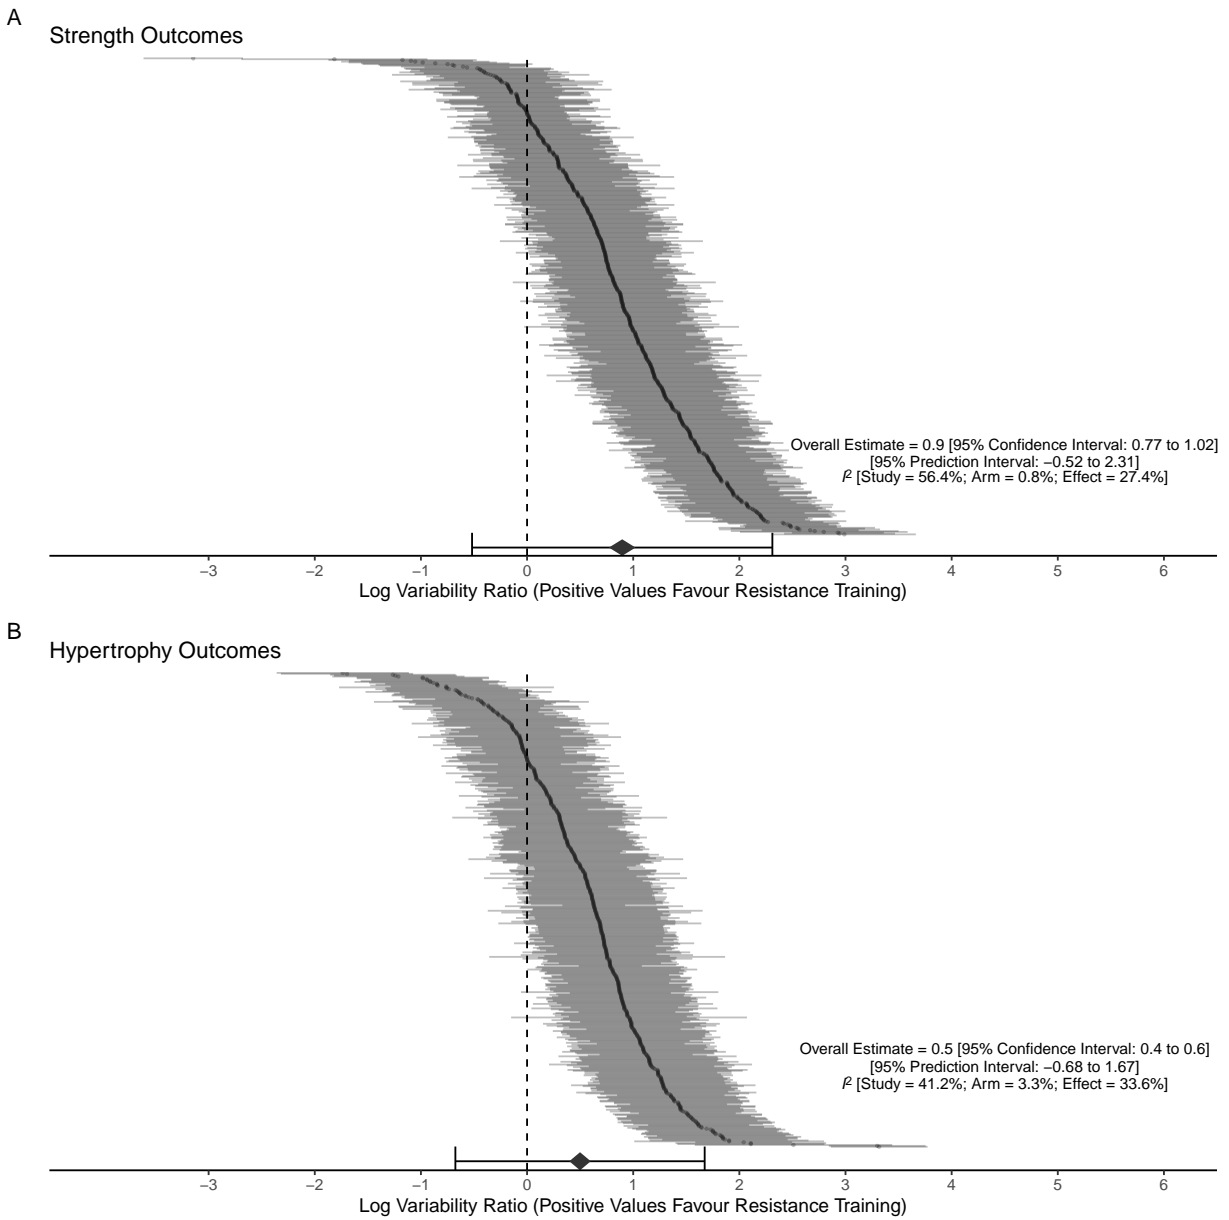 A
Strength Outcomes
Overall Estimate = 0.9 [95% Confidence Interval: 0.77 to 1.02]
[95% Prediction Interval: −0.52 to 2.31]
I² [Study = 56.4%; Arm = 0.8%; Effect = 27.4%]
−3 −2 −1 0 1 2 3 4 5 6
Log Variability Ratio (Positive Values Favour Resistance Training)
B
Hypertrophy Outcomes
Overall Estimate = 0.5 [95% Confidence Interval: 0.4 to 0.6]
[95% Prediction Interval: −0.68 to 1.67]
I² [Study = 41.2%; Arm = 3.3%; Effect = 33.6%]
−3 −2 −1 0 1 2 3 4 5 6
Log Variability Ratio (Positive Values Favour Resistance Training)